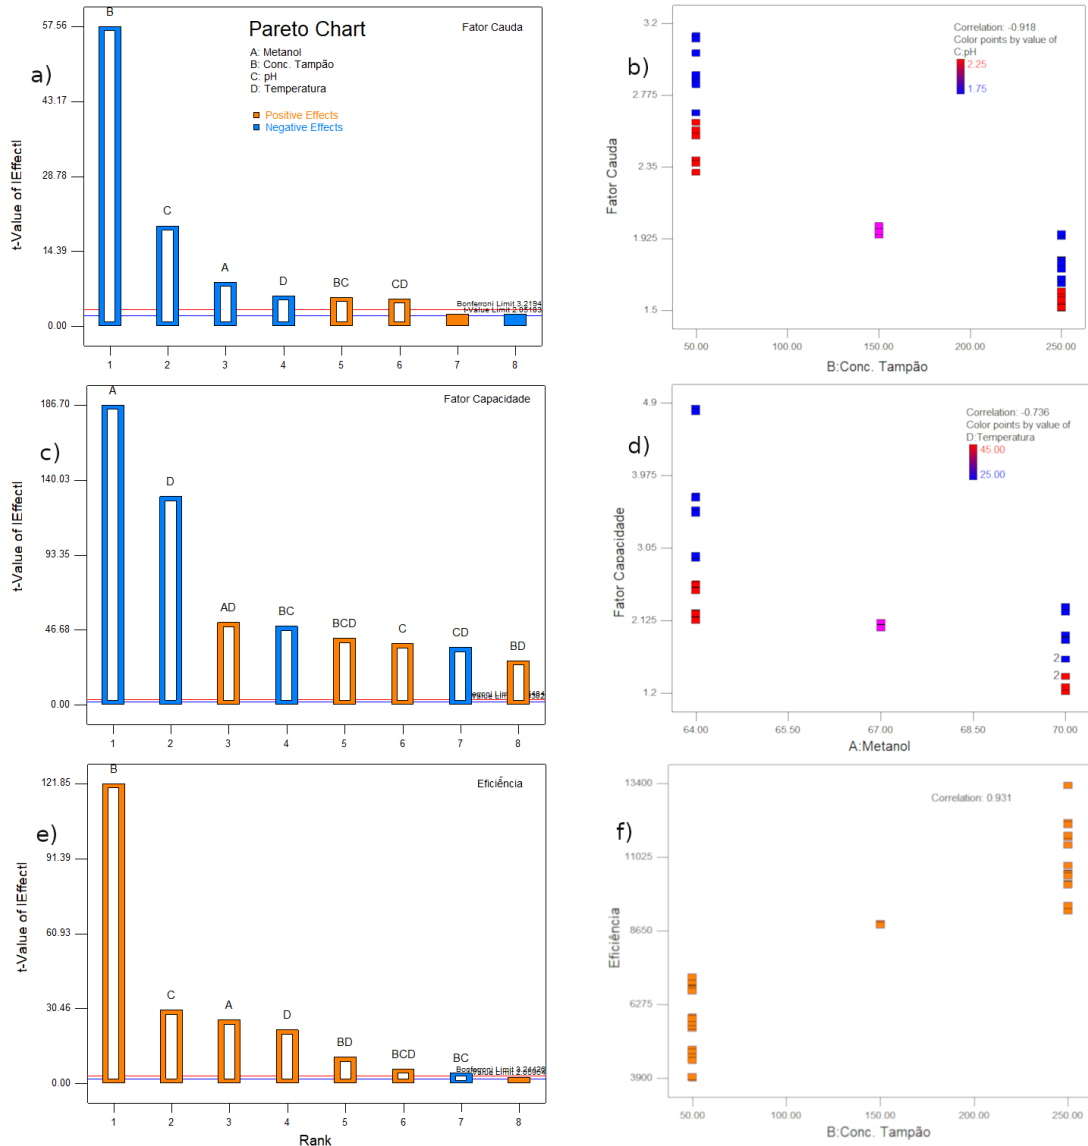 a)
Pareto Chart
Fator Cauda
A: Metanol
B: Conc. Tampão
C: pH
D: Temperatura
Positive Effects
Negative Effects
t-Value of |Effect|
57.56
43.17
28.78
14.39
0.00
B
C
A
D
BC
CD
Bonferroni Limit 3.2194
t-Value Limit 2.05183
1 2 3 4 5 6 7 8
b)
Correlation: -0.918
Color points by value of
C:pH
2.25
1.75
Fator Cauda
3.2
2.775
2.35
1.925
1.5
50.00 100.00 150.00 200.00 250.00
B:Conc. Tampão
c)
Fator Capacidade
t-Value of |Effect|
186.70
140.03
93.35
46.68
0.00
A
D
AD
BC
BCD
C
CD
BD
1 2 3 4 5 6 7 8
d)
Correlation: -0.736
Color points by value of
D:Temperatura
45.00
25.00
Fator Capacidade
4.9
3.975
3.05
2.125
1.2
2
2
64.00 65.50 67.00 68.50 70.00
A:Metanol
e)
Eficiência
t-Value of |Effect|
121.85
91.39
60.93
30.46
0.00
B
C
A
D
BD
BCD
BC
Bonferroni Limit
1 2 3 4 5 6 7 8
Rank
f)
Correlation: 0.931
Eficiência
13400
11025
8650
6275
3900
50.00 100.00 150.00 200.00 250.00
B:Conc. Tampão